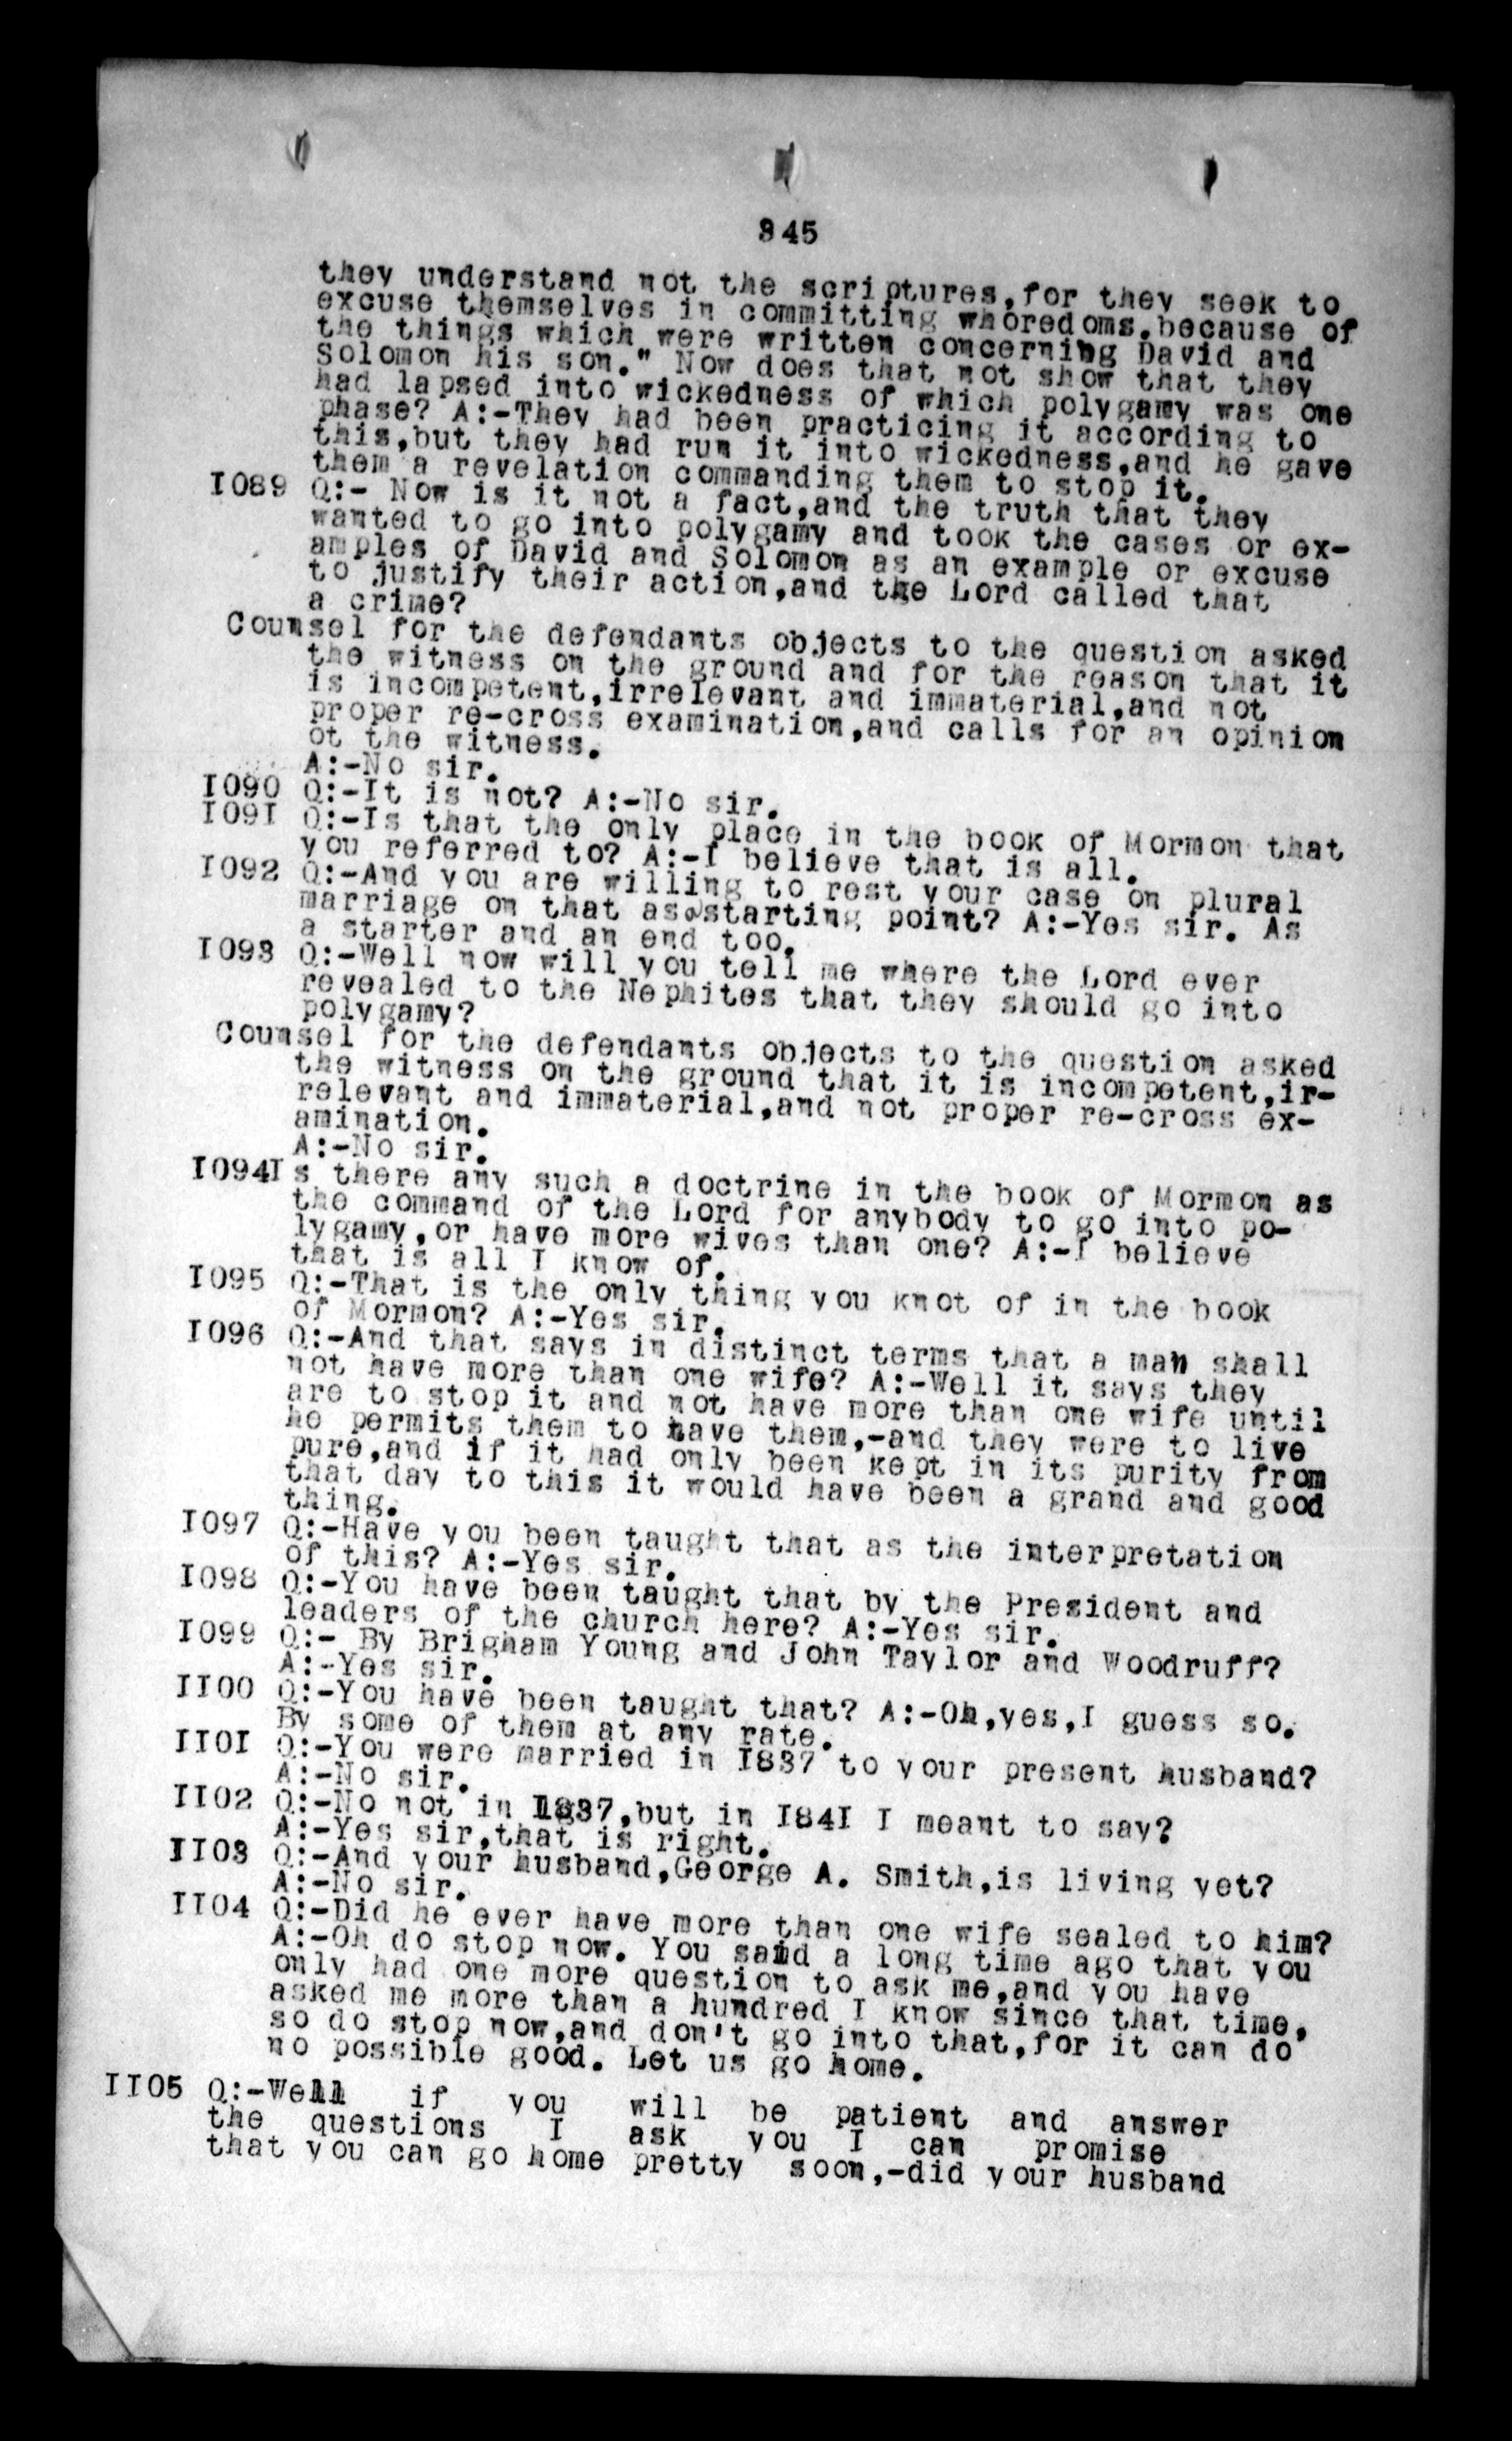 345
they understand not the scriptures,for they seek to
excuse themselves in committing whoredoms,because of
the things which were written concerning David and
Solomon his son." Now does that not show that they
had lapsed into wickedness of which polygamy was one
phase? A:-They had been practicing it according to
this,but they had run it into wickedness,and he gave
them a revelation commanding them to stop it.
I089 Q:- Now is it not a fact,and the truth that they
wanted to go into polygamy and took the cases or ex-
amples of David and Solomon as an example or excuse
to justify their action,and the Lord called that
a crime?
Counsel for the defendants objects to the question asked
the witness on the ground and for the reason that it
is incompetent,irrelevant and immaterial,and not
proper re-cross examination,and calls for an opinion
ot the witness.
A:-No sir.
I090 Q:-It is not? A:-No sir.
I09I Q:-Is that the only place in the book of Mormon that
you referred to? A:-I believe that is all.
I092 Q:-And you are willing to rest your case on plural
marriage on that as a starting point? A:-Yes sir. As
a starter and an end too.
I093 Q:-Well now will you tell me where the Lord ever
revealed to the Nephites that they should go into
polygamy?
Counsel for the defendants objects to the question asked
the witness on the ground that it is incompetent,ir-
relevant and immaterial,and not proper re-cross ex-
amination.
A:-No sir.
I094Is there any such a doctrine in the book of Mormon as
the command of the Lord for anybody to go into po-
lygamy,or have more wives than one? A:-I believe
that is all I know of.
I095 Q:-That is the only thing you knot of in the book
of Mormon? A:-Yes sir.
I096 Q:-And that says in distinct terms that a man shall
not have more than one wife? A:-Well it says they
are to stop it and not have more than one wife until
he permits them to have them,-and they were to live
pure,and if it had only been kept in its purity from
that day to this it would have been a grand and good
thing.
I097 Q:-Have you been taught that as the interpretation
of this? A:-Yes sir.
I098 Q:-You have been taught that by the President and
leaders of the church here? A:-Yes sir.
I099 Q:- By Brigham Young and John Taylor and Woodruff?
A:-Yes sir.
II00 Q:-You have been taught that? A:-Oh,yes,I guess so.
By some of them at any rate.
II0I Q:-You were married in I837 to your present husband?
A:-No sir.
II02 Q:-No not in I837,but in I84I I meant to say?
A:-Yes sir,that is right.
II03 Q:-And your husband,George A. Smith,is living yet?
A:-No sir.
II04 Q:-Did he ever have more than one wife sealed to him?
A:-Oh do stop now. You said a long time ago that you
only had one more question to ask me,and you have
asked me more than a hundred I know since that time,
so do stop now,and don't go into that,for it can do
no possible good. Let us go home.
II05 Q:-Well if you will be patient and answer
the questions I ask you I can promise
that you can go home pretty soon,-did your husband